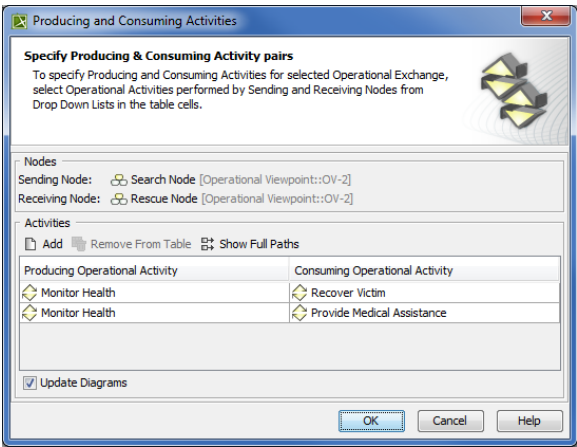 Producing and Consuming Activities
Specify Producing & Consuming Activity pairs
To specify Producing and Consuming Activities for selected Operational Exchange,
select Operational Activities performed by Sending and Receiving Nodes from
Drop Down Lists in the table cells.
Nodes
Sending Node: Search Node [Operational Viewpoint::OV-2]
Receiving Node: Rescue Node [Operational Viewpoint::OV-2]
Activities
Add Remove From Table Show Full Paths
Producing Operational Activity Consuming Operational Activity
Monitor Health Recover Victim
Monitor Health Provide Medical Assistance
Update Diagrams
OK Cancel Help